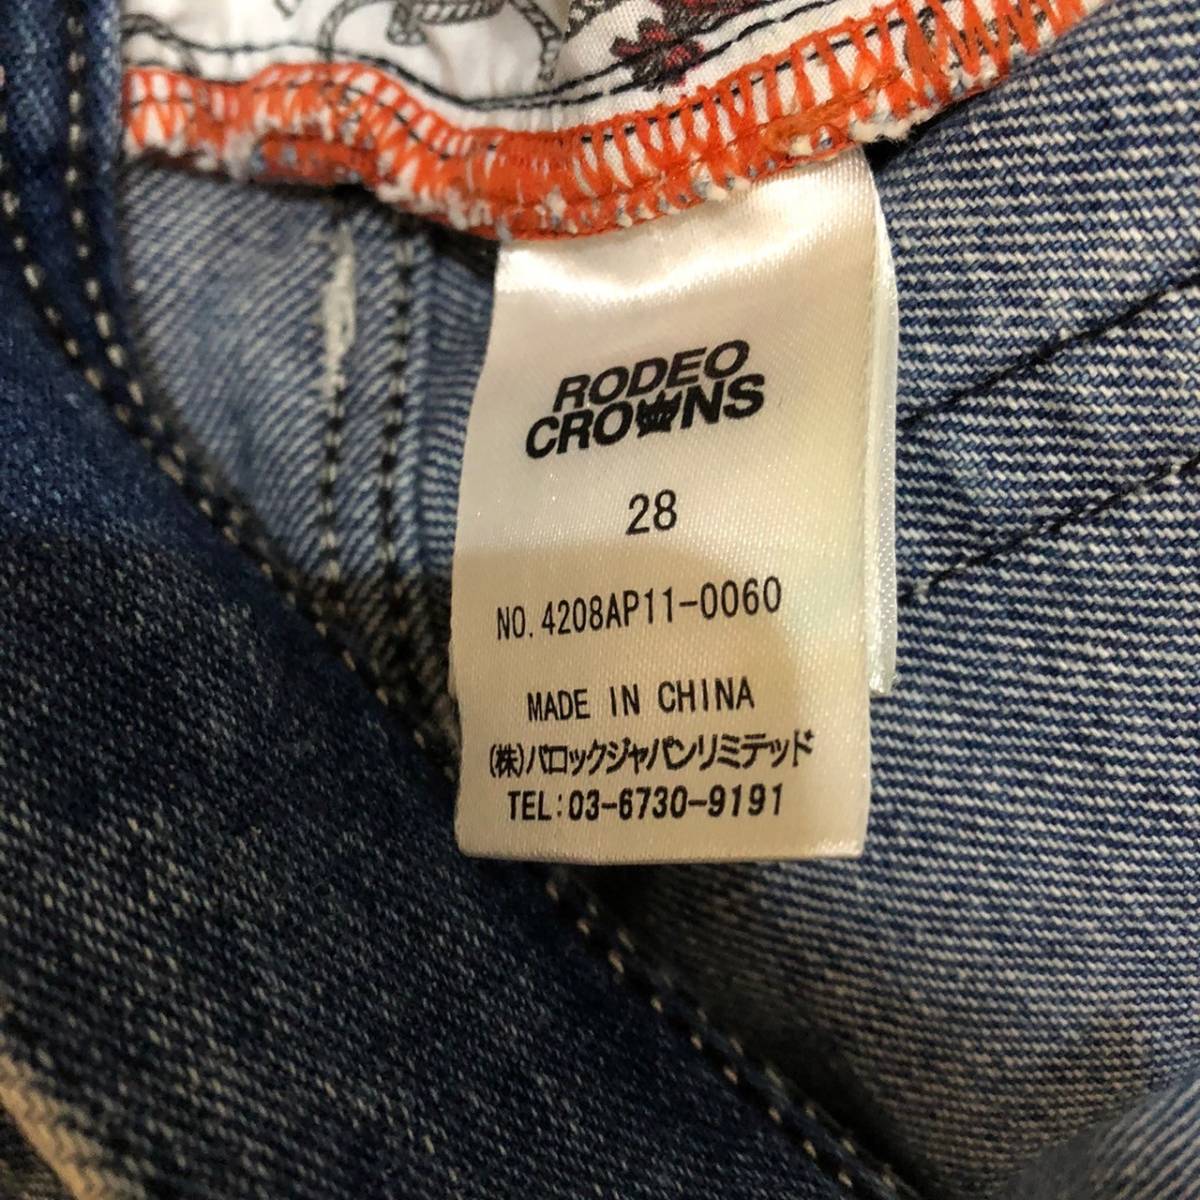 RODEO
CROWNS
28
NO.4208AP11-0060
MADE IN CHINA
(株)バロックジャパンリミテッド
TEL:03-6730-9191